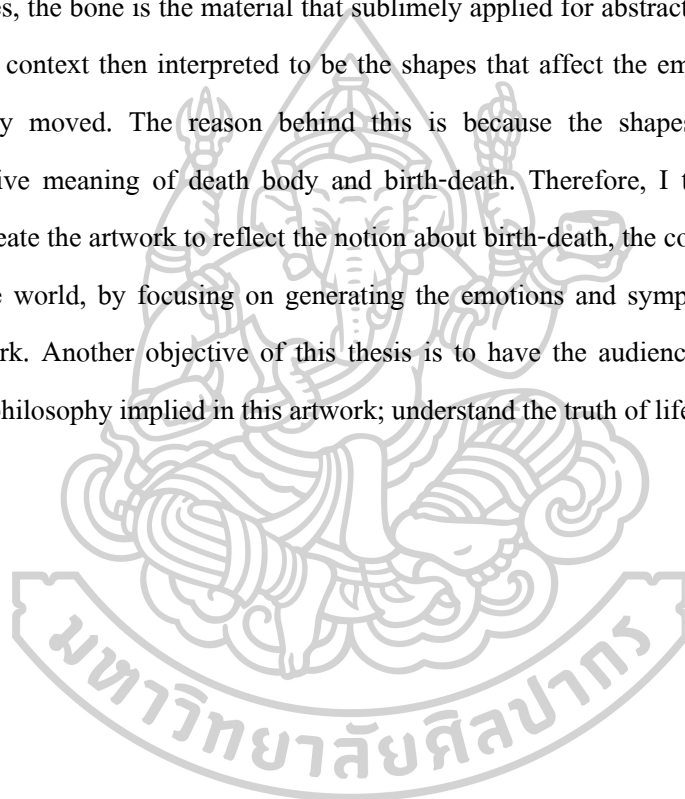 es, the bone is the material that sublimely applied for abstract
context then interpreted to be the shapes that affect the em
y moved. The reason behind this is because the shapes
ive meaning of death body and birth-death. Therefore, I t
eate the artwork to reflect the notion about birth-death, the co
e world, by focusing on generating the emotions and symp
rk. Another objective of this thesis is to have the audienc
philosophy implied in this artwork; understand the truth of life
มหาวิทยาลัยศิลปากร